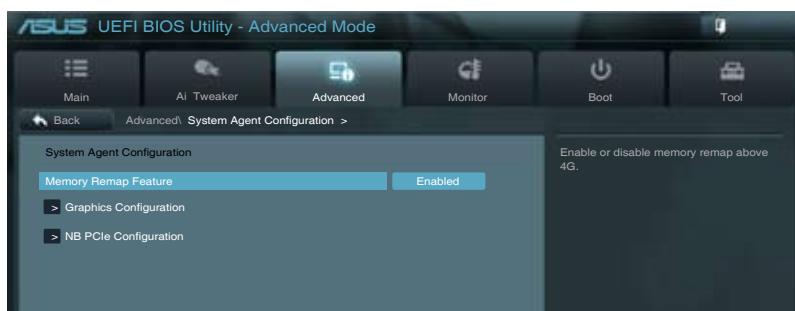 ASUS UEFI BIOS Utility - Advanced Mode
Main Ai Tweaker Advanced Monitor Boot Tool
Back Advanced\ System Agent Configuration >
System Agent Configuration
Memory Remap Feature Enabled
> Graphics Configuration
> NB PCIe Configuration
Enable or disable memory remap above
4G.